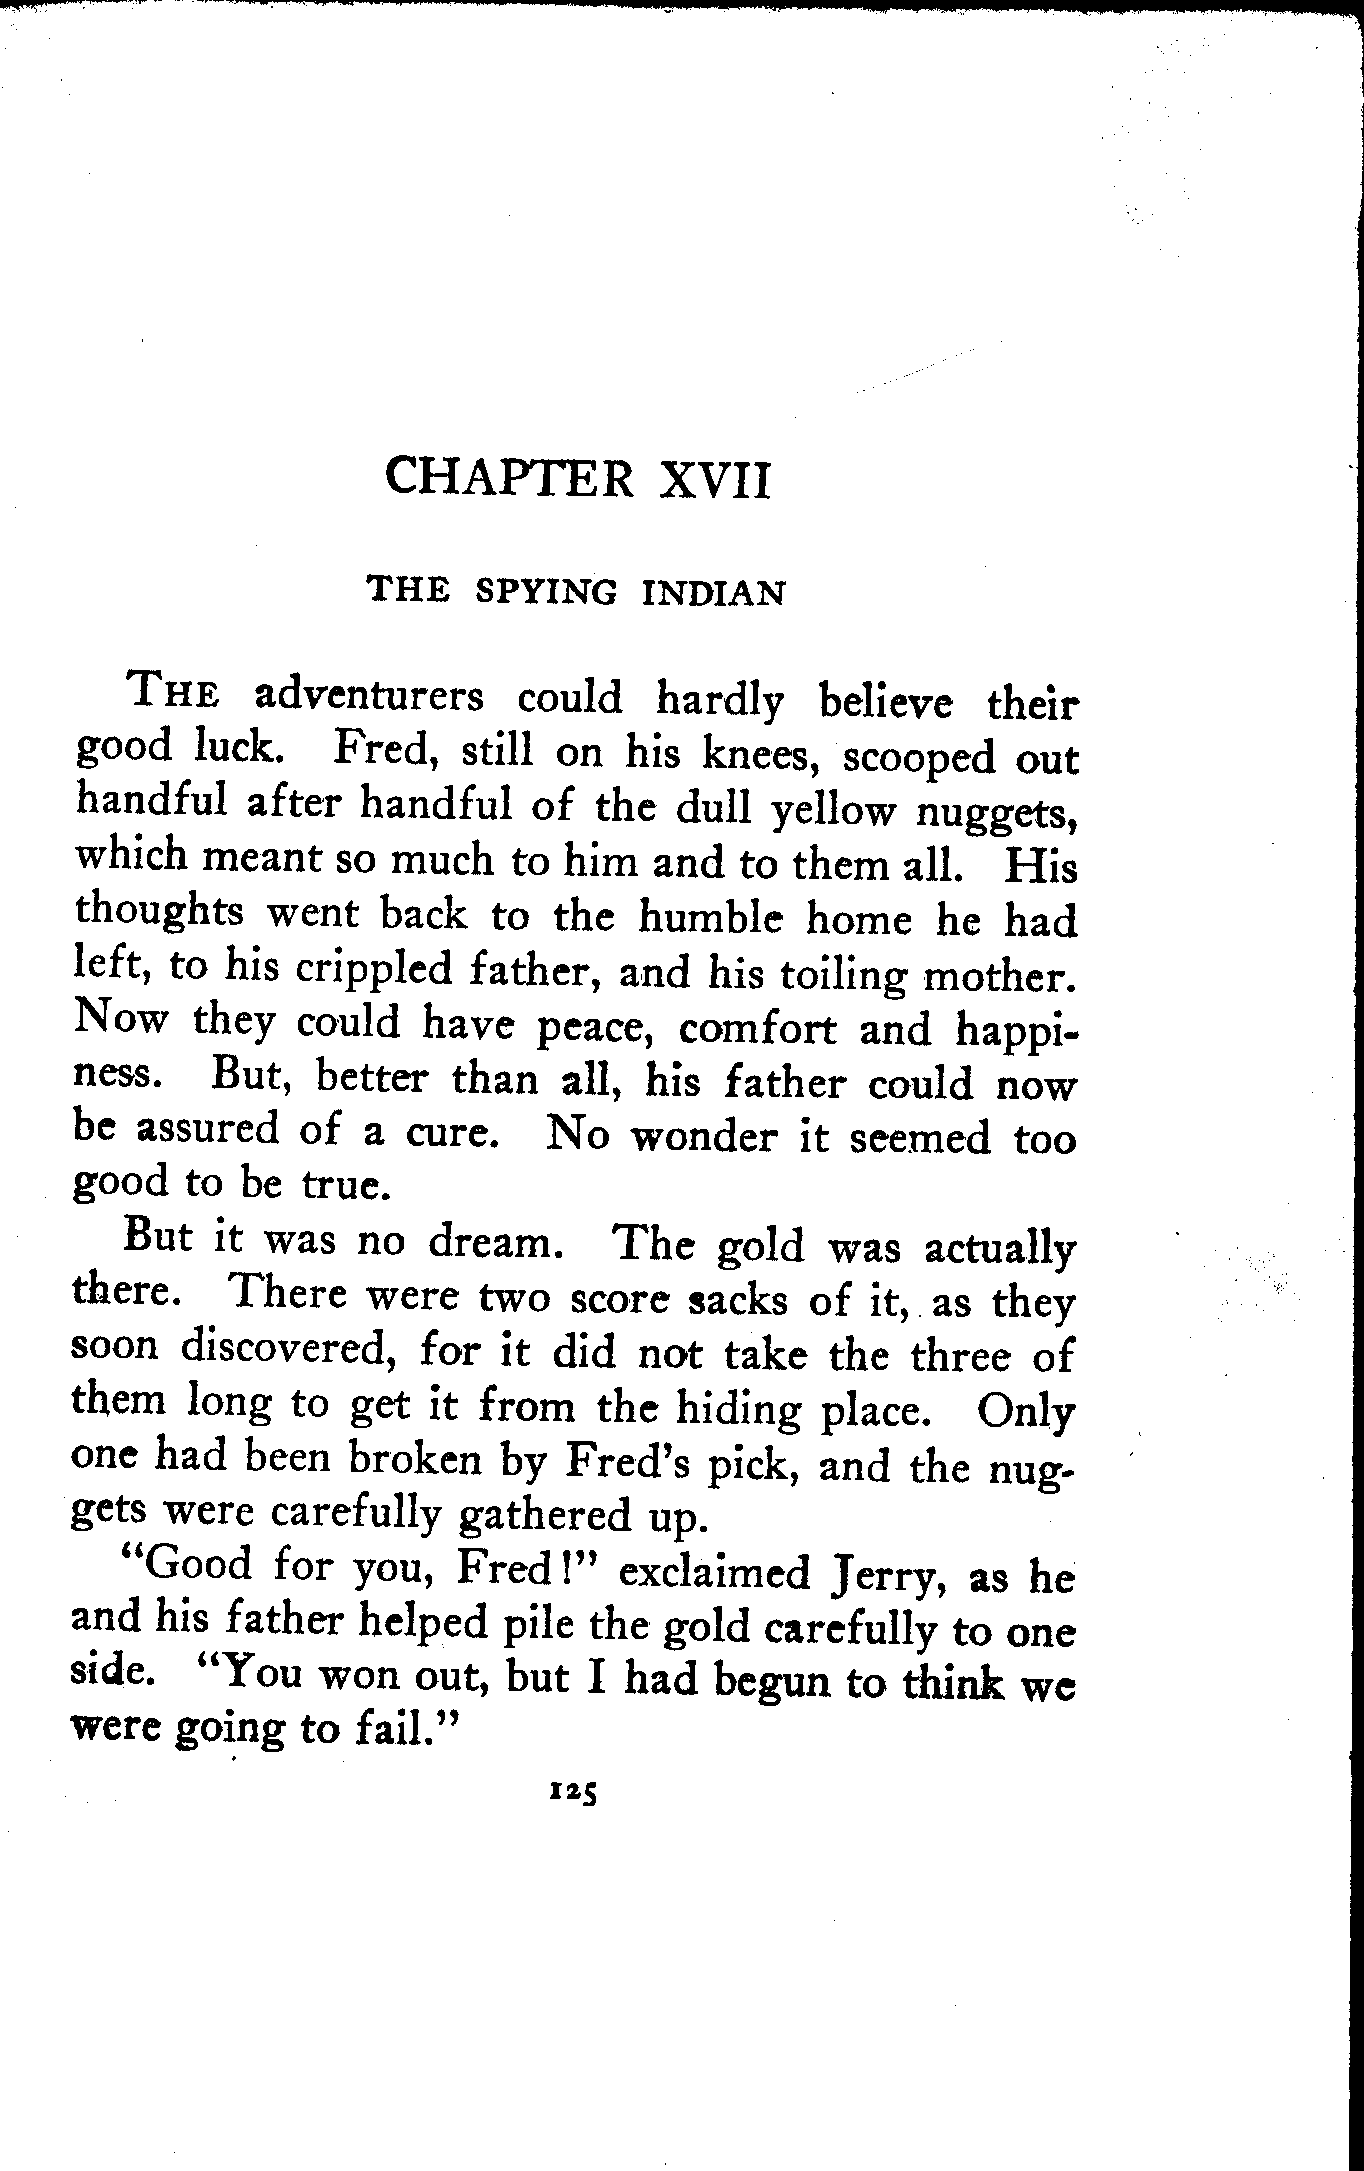 CHAPTER XVII
THE SPYING INDIAN
THE adventurers could hardly believe their
good luck. Fred, still on his knees, scooped out
handful after handful of the dull yellow nuggets,
which meant so much to him and to them all. His
thoughts went back to the humble home he had
left, to his crippled father, and his toiling mother.
Now they could have peace, comfort and happi-
ness. But, better than all, his father could now
be assured of a cure. No wonder it seemed too
good to be true.
But it was no dream. The gold was actually
there. There were two score sacks of it, as they
soon discovered, for it did not take the three of
them long to get it from the hiding place. Only
one had been broken by Fred's pick, and the nug-
gets were carefully gathered up.
"Good for you, Fred!" exclaimed Jerry, as he
and his father helped pile the gold carefully to one
side. "You won out, but I had begun to think we
were going to fail."
125